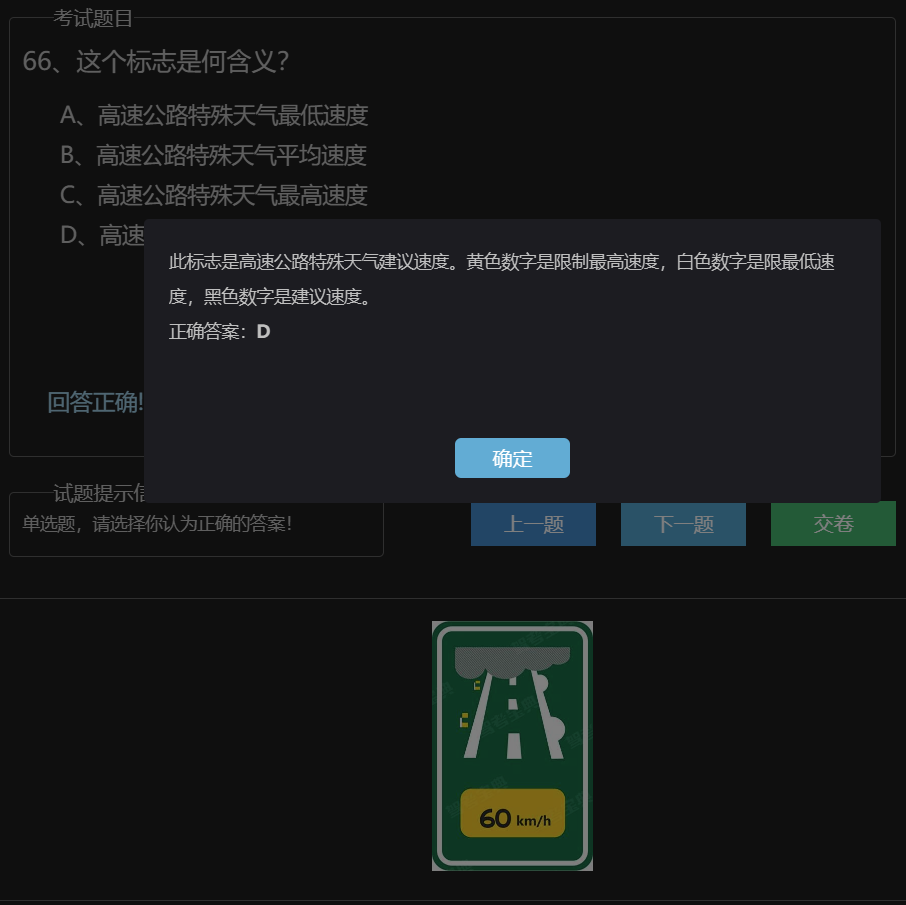 考试题目
66、这个标志是何含义?
A、高速公路特殊天气最低速度
B、高速公路特殊天气平均速度
C、高速公路特殊天气最高速度
D、高速
此标志是高速公路特殊天气建议速度。黄色数字是限制最高速度，白色数字是限最低速
度，黑色数字是建议速度。
正确答案：D
回答正确!
确定
试题提示信
单选题，请选择你认为正确的答案!
上一题
下一题
交卷
60 km/h